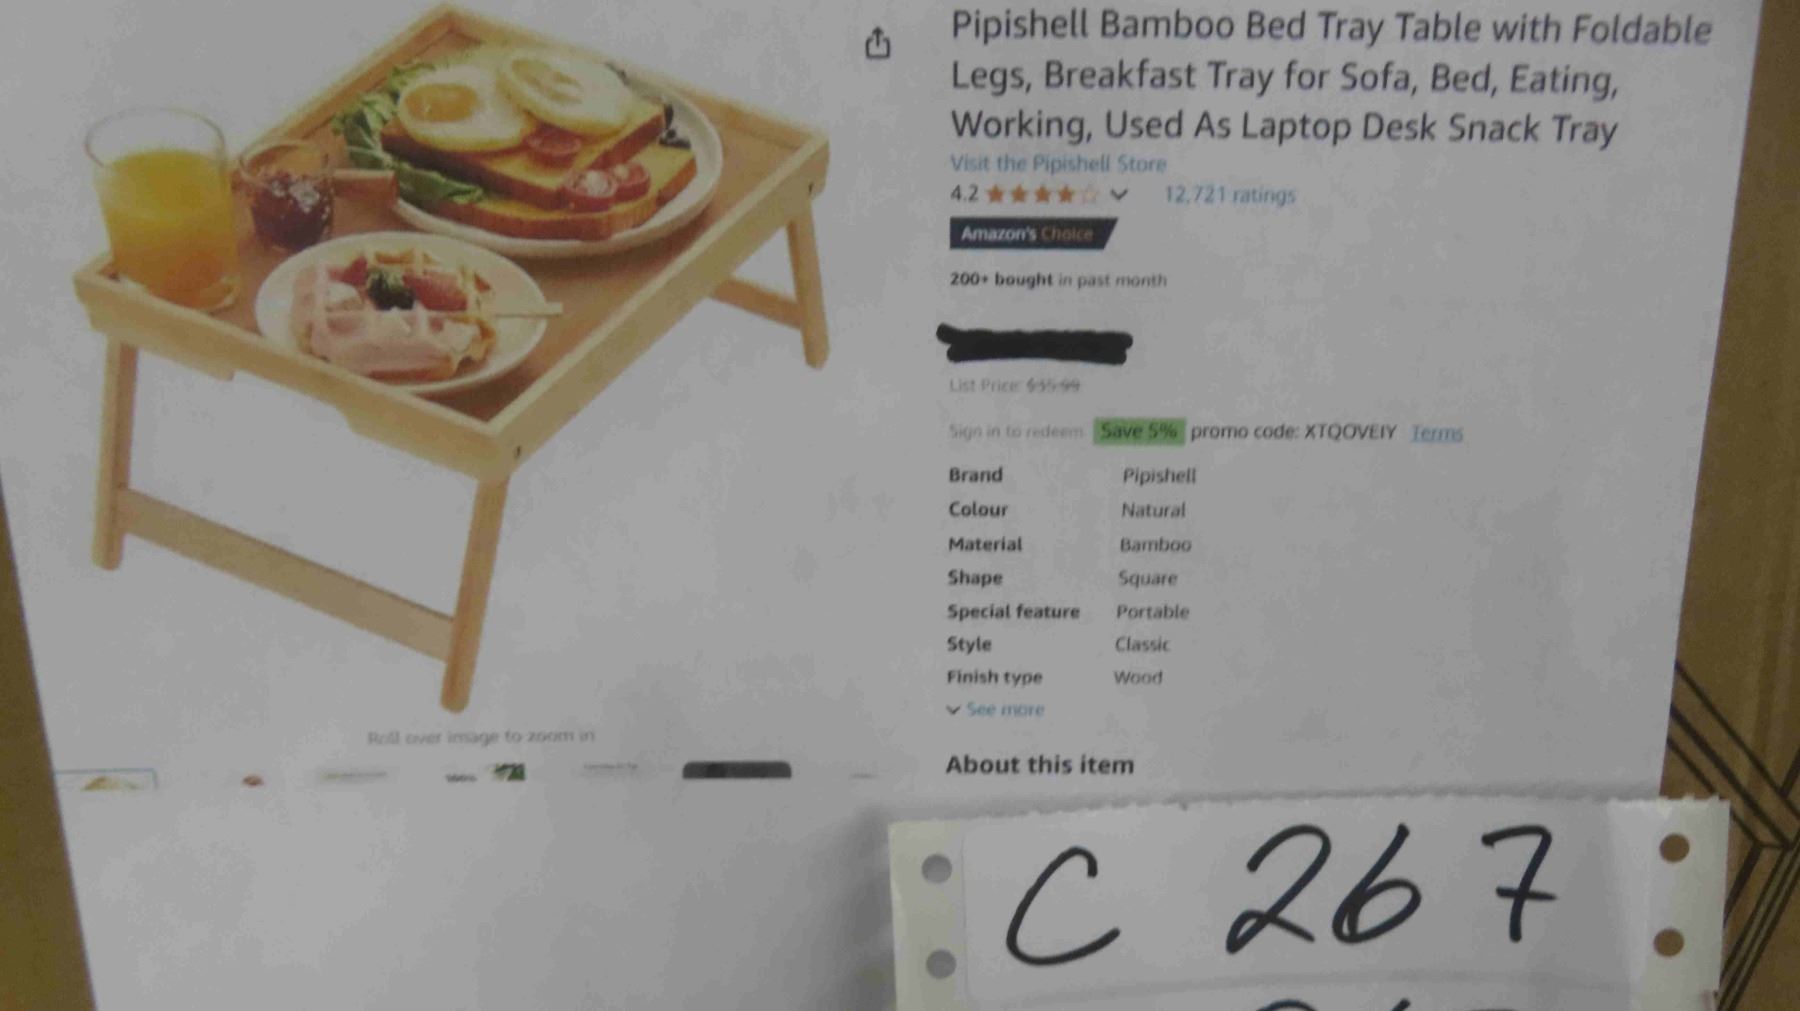 Pipishell Bamboo Bed Tray Table with Foldable
Legs, Breakfast Tray for Sofa, Bed, Eating,
Working, Used As Laptop Desk Snack Tray
Visit the Pipishell Store
4.2 12,721 ratings
Amazon's Choice
200+ bought in past month
List Price: $35.99
Sign in to redeem Save 5% promo code: XTQOVEIY Terms
Brand Pipishell
Colour Natural
Material Bamboo
Shape Square
Special feature Portable
Style Classic
Finish type Wood
See more
Roll over image to zoom in
About this item
C 267